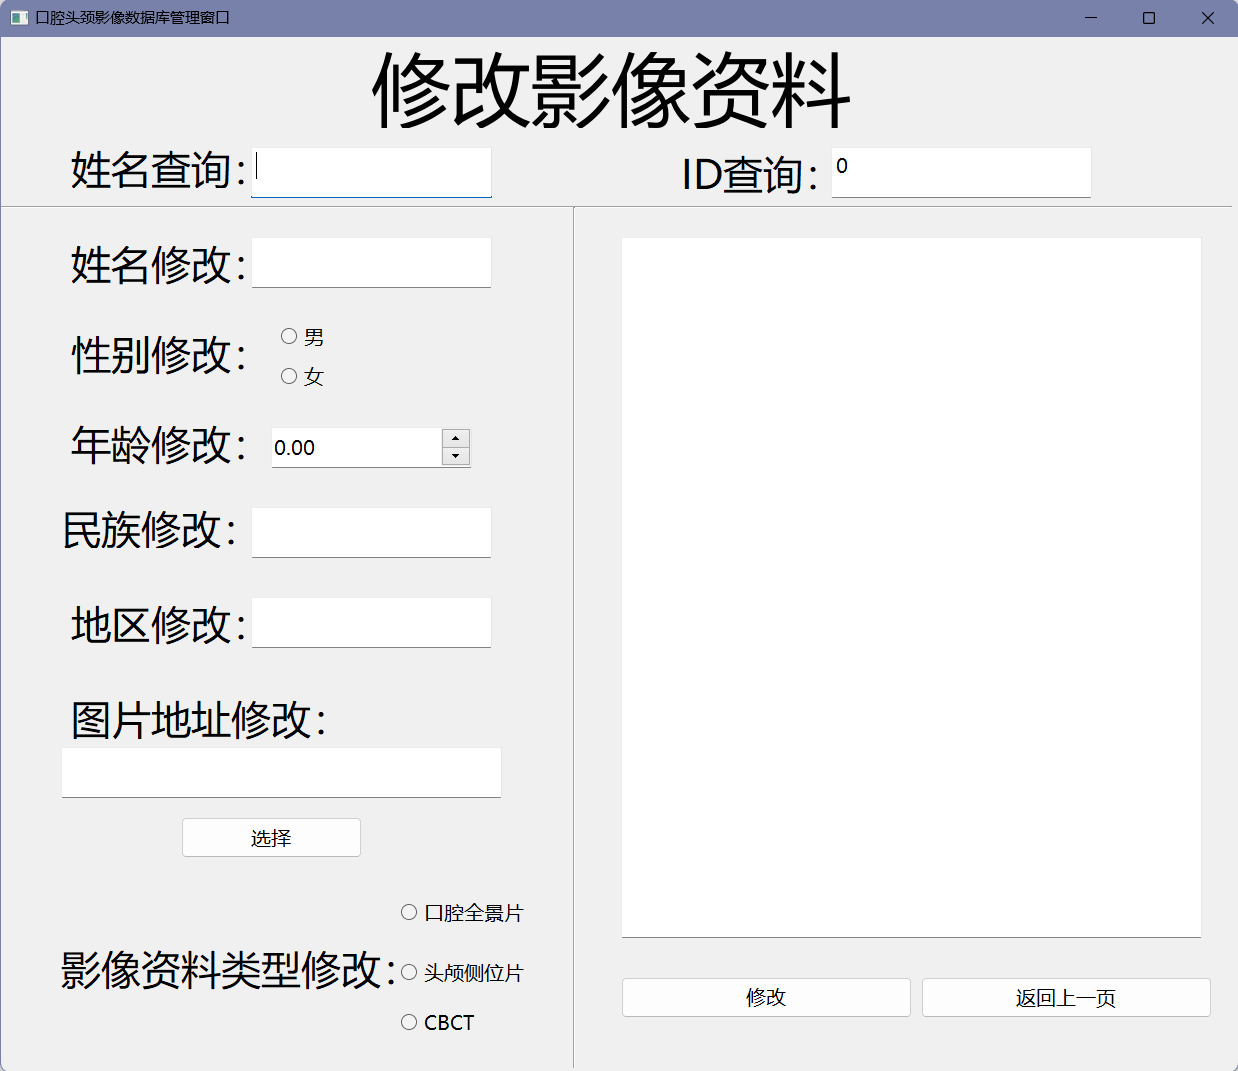 口腔头颈影像数据库管理窗口
修改影像资料
姓名查询：
ID查询：0
姓名修改：
性别修改：
男
女
年龄修改：0.00
民族修改：
地区修改：
图片地址修改：
选择
影像资料类型修改：
口腔全景片
头颅侧位片
CBCT
修改
返回上一页